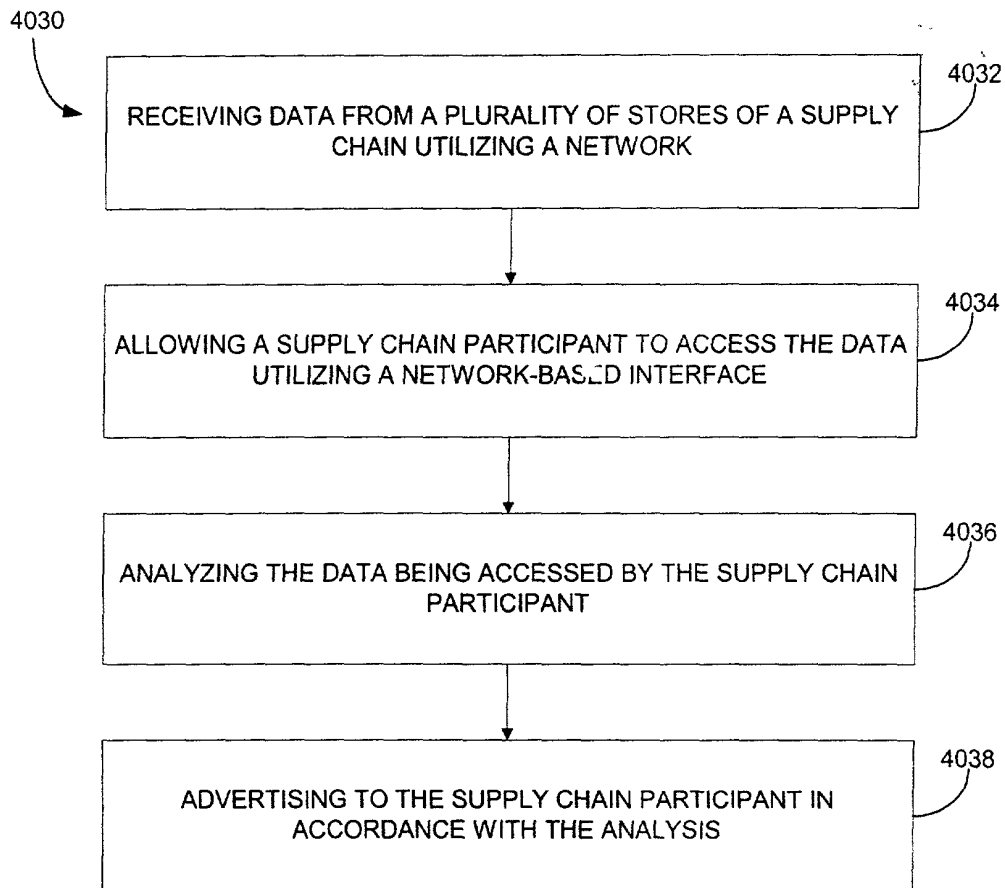 4030
4032
RECEIVING DATA FROM A PLURALITY OF STORES OF A SUPPLY
CHAIN UTILIZING A NETWORK
4034
ALLOWING A SUPPLY CHAIN PARTICIPANT TO ACCESS THE DATA
UTILIZING A NETWORK-BASED INTERFACE
4036
ANALYZING THE DATA BEING ACCESSED BY THE SUPPLY CHAIN
PARTICIPANT
4038
ADVERTISING TO THE SUPPLY CHAIN PARTICIPANT IN
ACCORDANCE WITH THE ANALYSIS